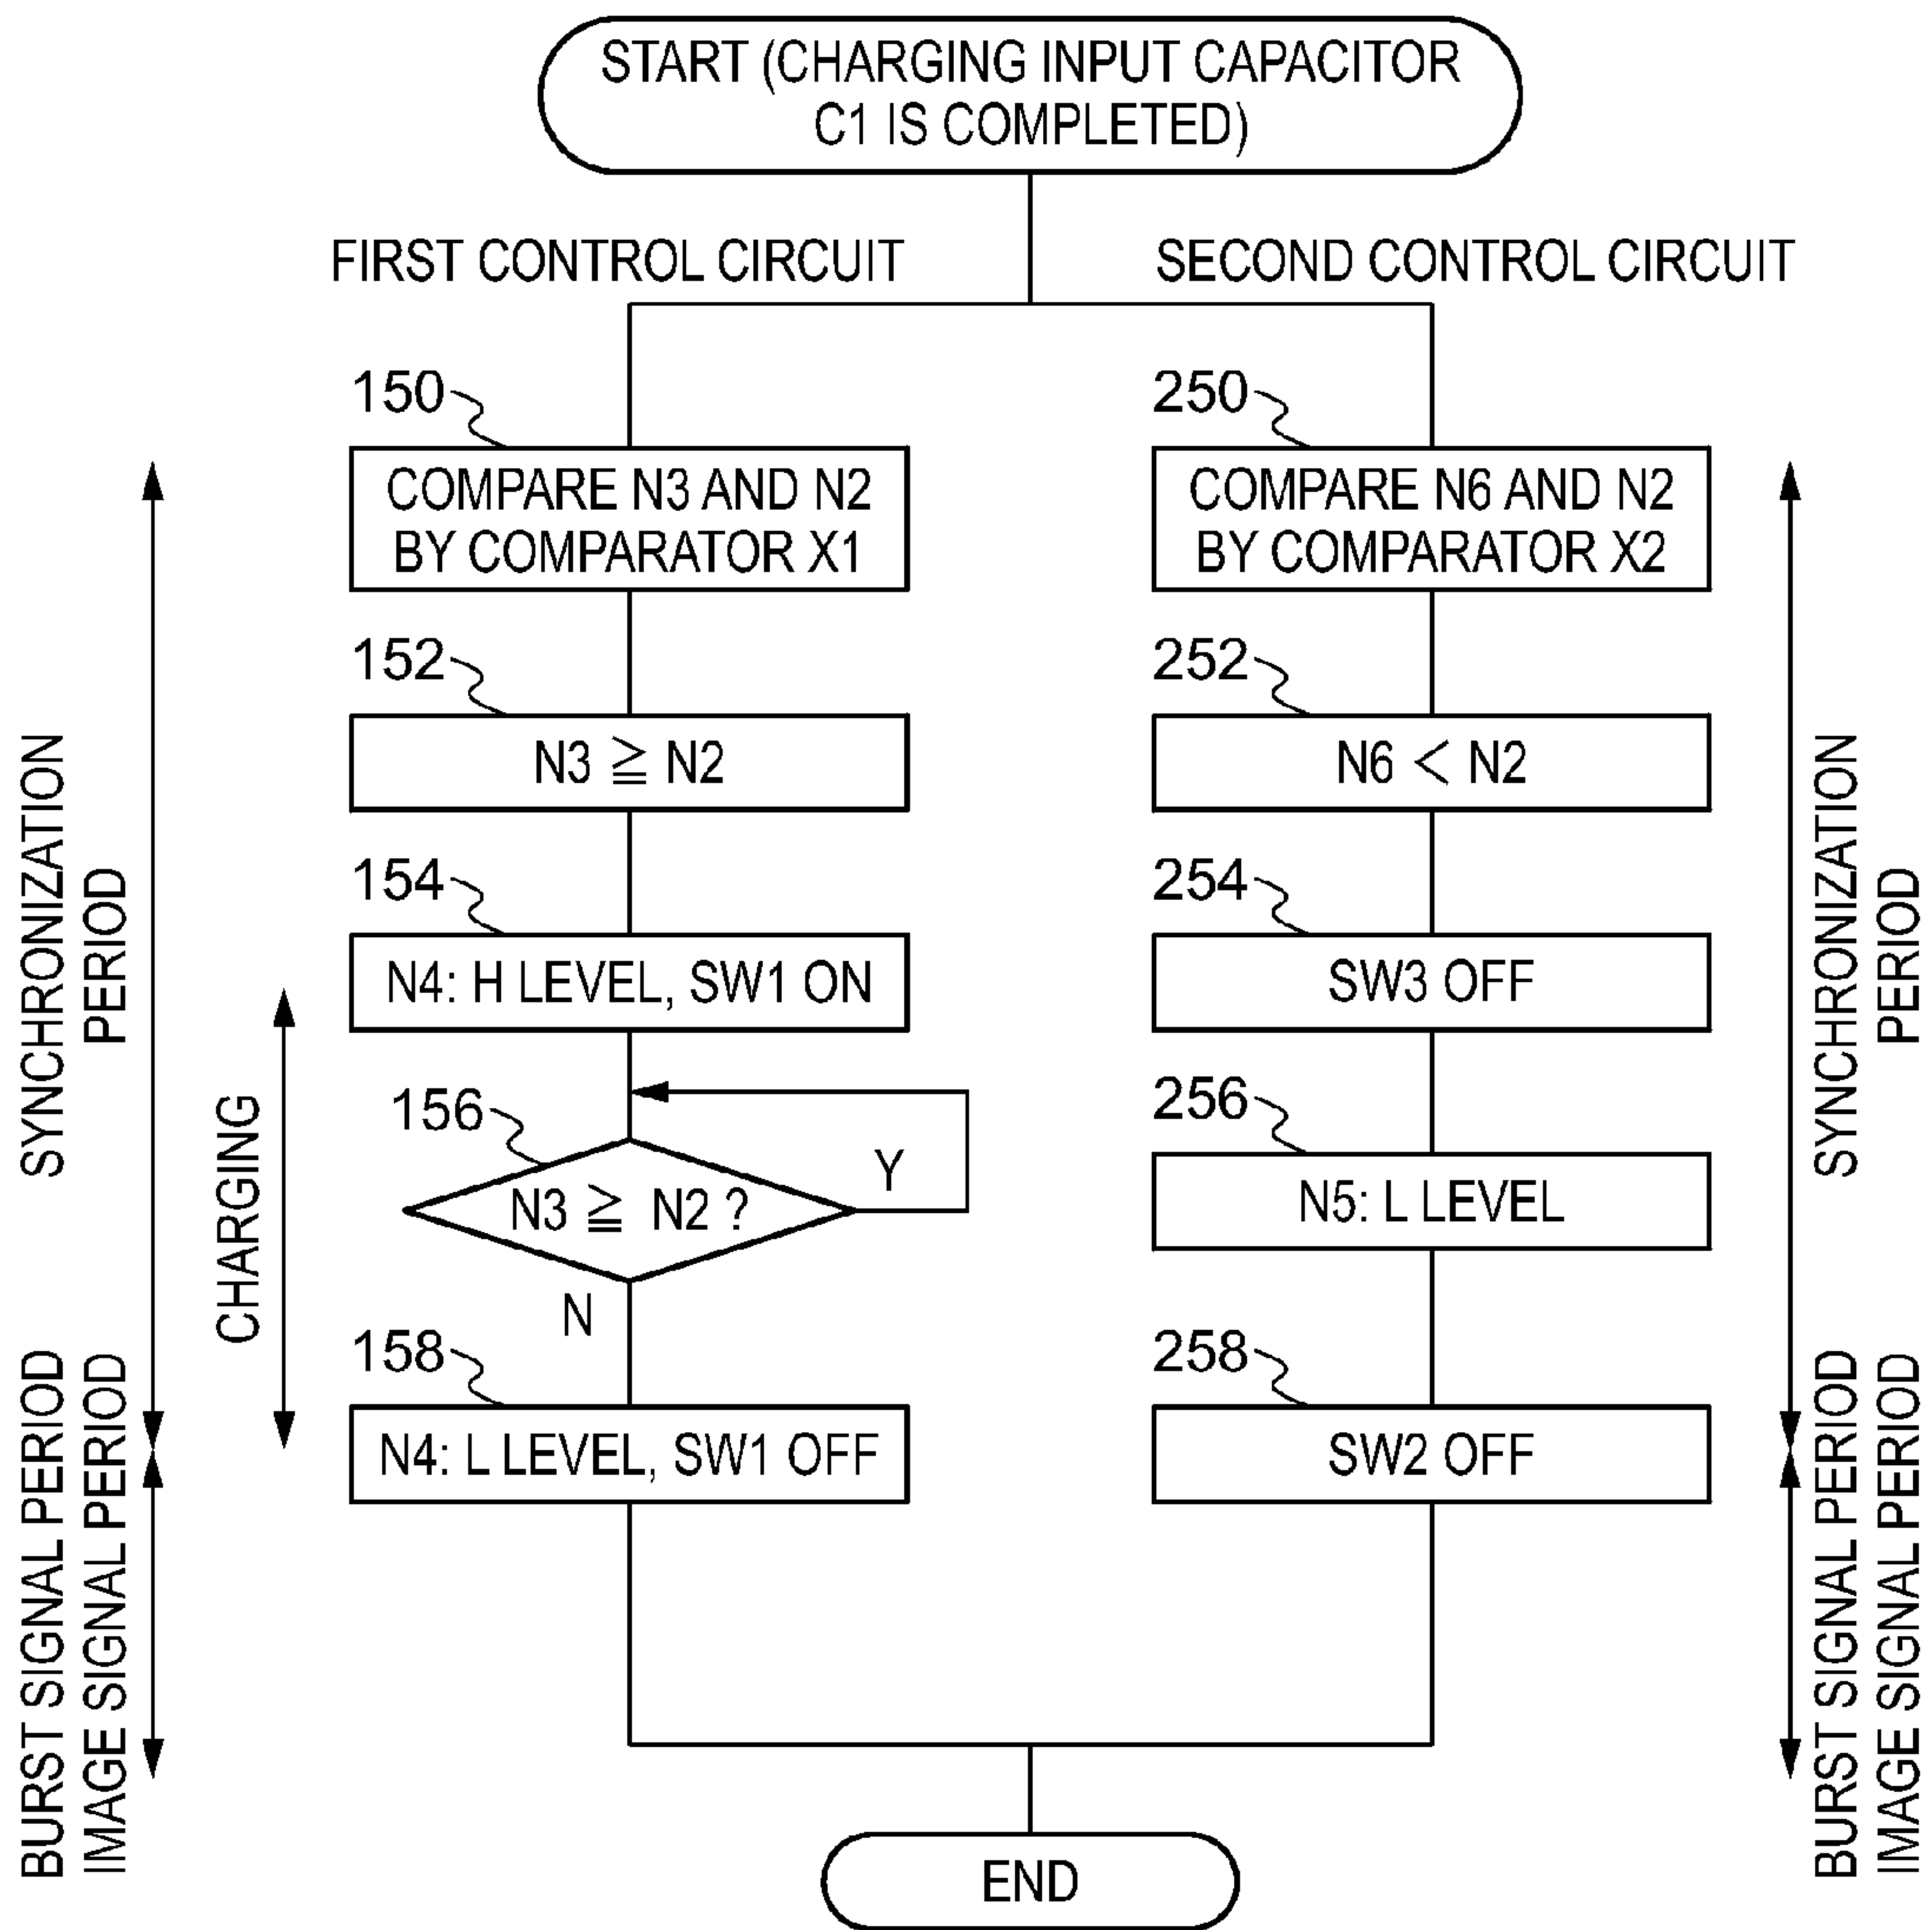 START (CHARGING INPUT CAPACITOR
C1 IS COMPLETED)
FIRST CONTROL CIRCUIT
SECOND CONTROL CIRCUIT
150
COMPARE N3 AND N2
BY COMPARATOR X1
152
N3 ≧ N2
154
N4: H LEVEL, SW1 ON
156
N3 ≧ N2 ?
Y
N
158
N4: L LEVEL, SW1 OFF
250
COMPARE N6 AND N2
BY COMPARATOR X2
252
N6 < N2
254
SW3 OFF
256
N5: L LEVEL
258
SW2 OFF
END
SYNCHRONIZATION
PERIOD
CHARGING
BURST SIGNAL PERIOD
IMAGE SIGNAL PERIOD
SYNCHRONIZATION
PERIOD
BURST SIGNAL PERIOD
IMAGE SIGNAL PERIOD